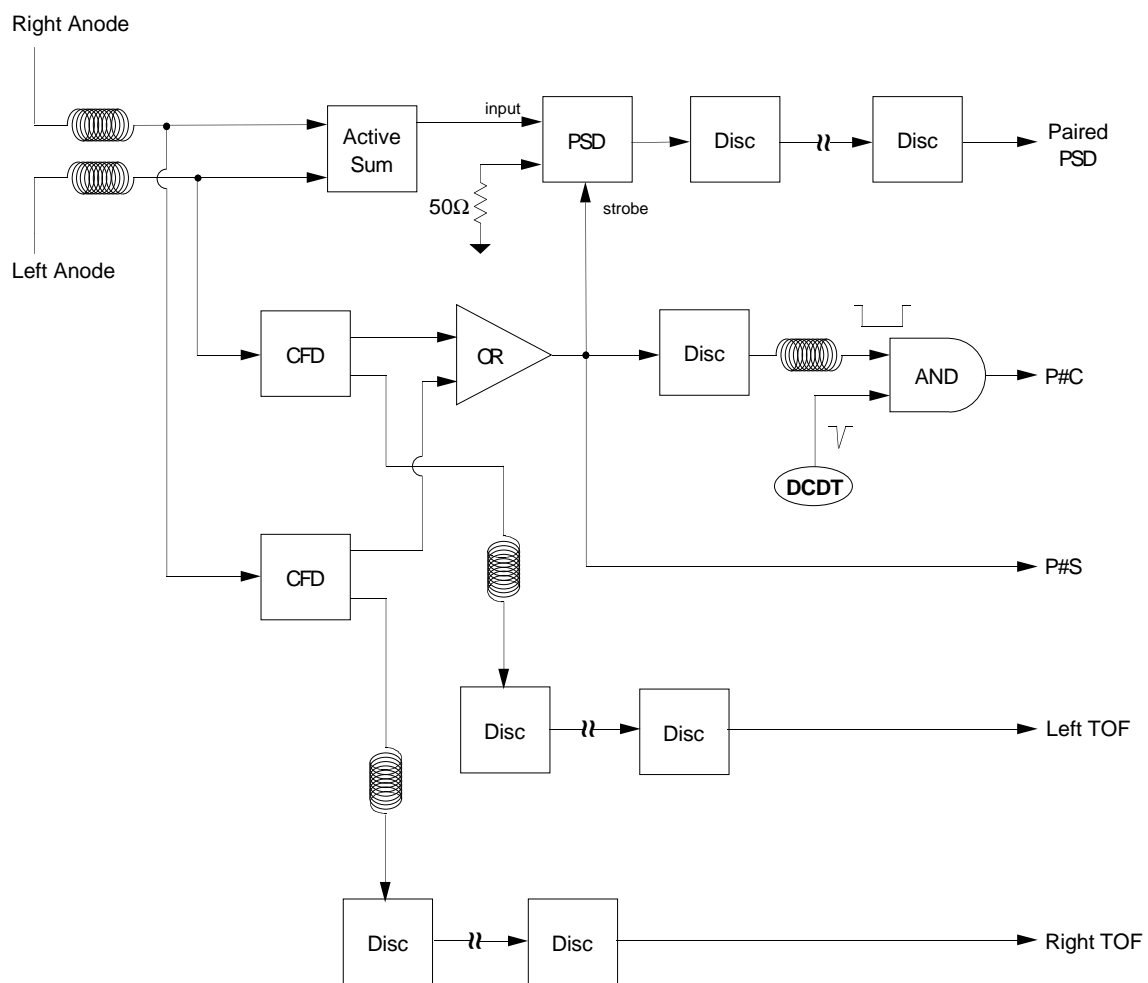 Right Anode
Left Anode
Active
Sum
input
PSD
50Ω
strobe
Disc
Disc
Paired
PSD
CFD
OR
Disc
AND
P#C
DCDT
CFD
P#S
Disc
Disc
Left TOF
Disc
Disc
Right TOF